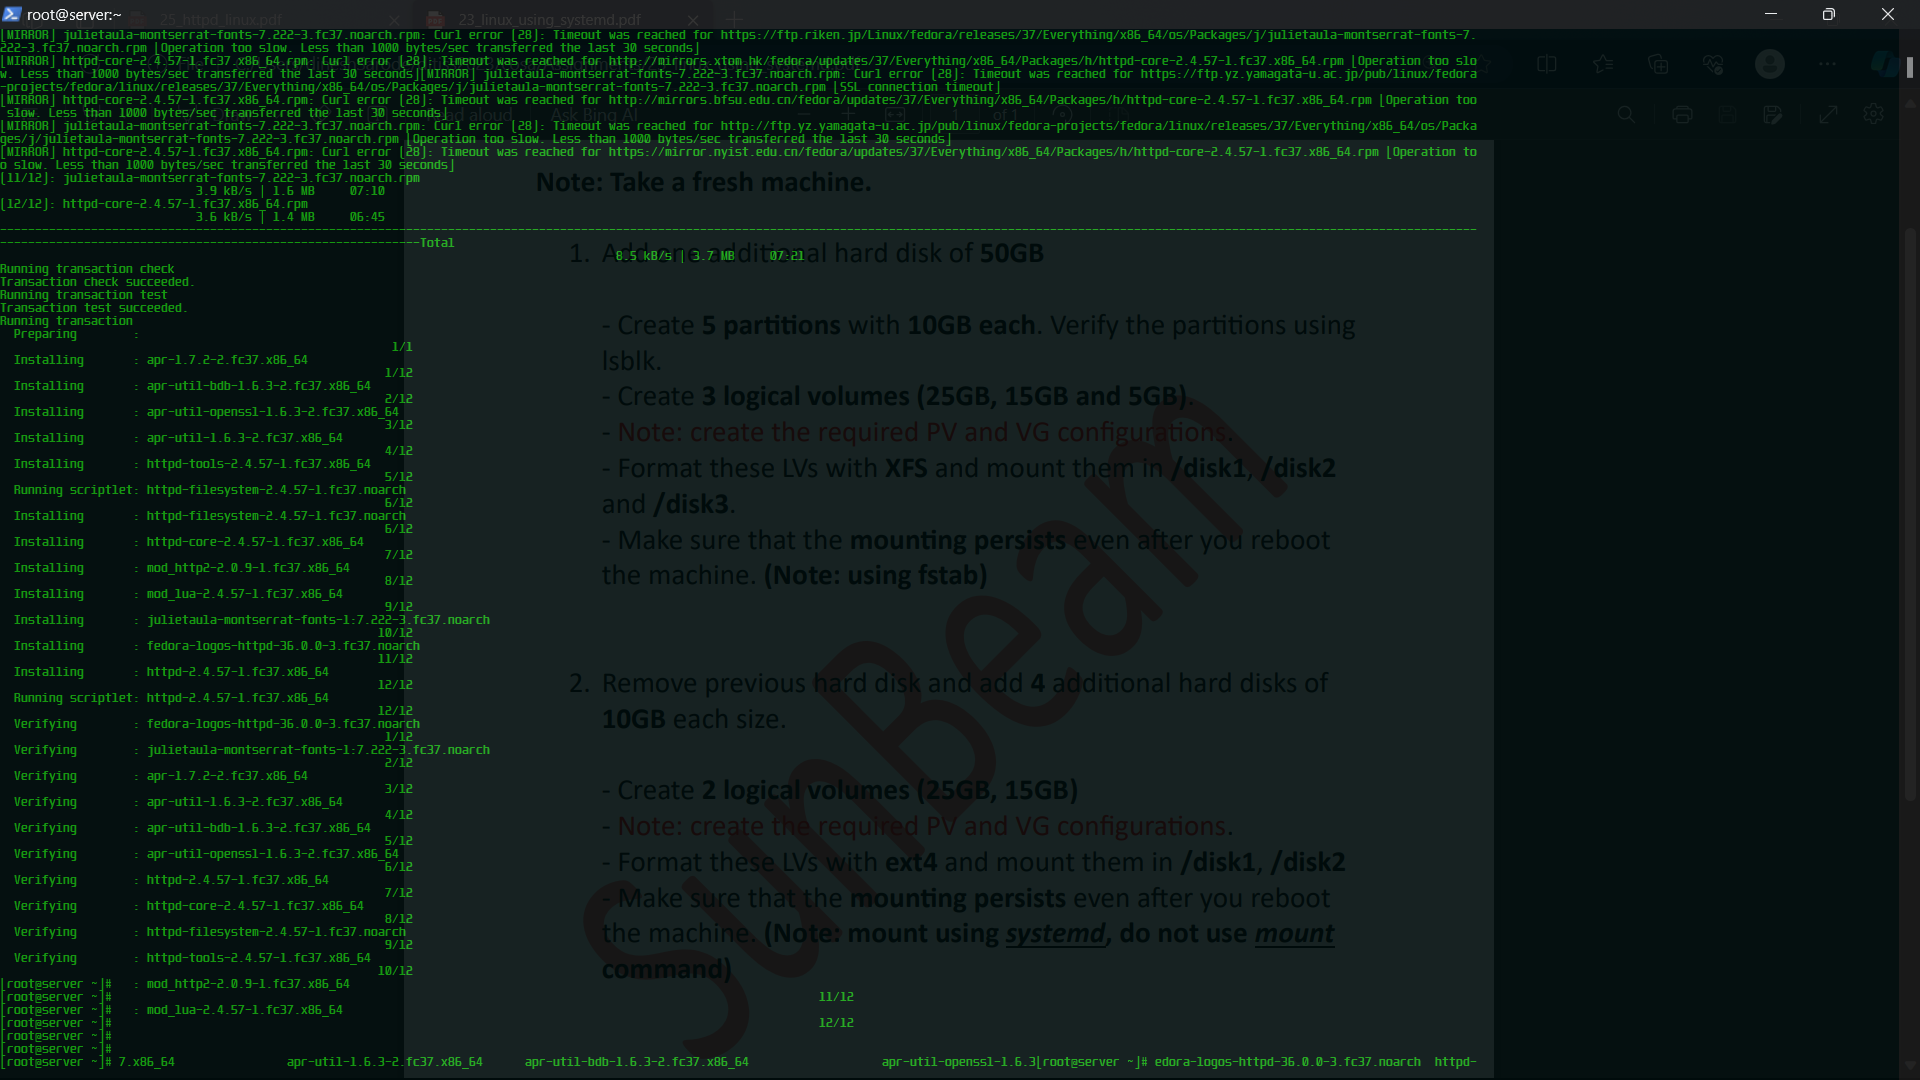 root@server:~
25_httpd_linux.pdf
23_linux_using_systemd.pdf
[MIRROR] julietaula-montserrat-fonts-7.222-3.fc37.noarch.rpm: Curl error [28]: Timeout was reached for https://ftp.riken.jp/Linux/fedora/releases/37/Everything/x86_64/os/Packages/j/julietaula-montserrat-fonts-7.
222-3.fc37.noarch.rpm [Operation too slow. Less than 1000 bytes/sec transferred the last 30 seconds]
[MIRROR] httpd-core-2.4.57-1.fc37.x86_64.rpm: Curl error [28]: Timeout was reached for http://mirrors.xtom.hk/fedora/updates/37/Everything/x86_64/Packages/h/httpd-core-2.4.57-1.fc37.x86_64.rpm [Operation too slo
w. Less than 1000 bytes/sec transferred the last 30 seconds][MIRROR] julietaula-montserrat-fonts-7.222-3.fc37.noarch.rpm: Curl error [28]: Timeout was reached for https://ftp.yz.yamagata-u.ac.jp/pub/linux/fedora
-projects/fedora/linux/releases/37/Everything/x86_64/os/Packages/j/julietaula-montserrat-fonts-7.222-3.fc37.noarch.rpm [SSL connection timeout]
[MIRROR] httpd-core-2.4.57-1.fc37.x86_64.rpm: Curl error [28]: Timeout was reached for http://mirrors.bfsu.edu.cn/fedora/updates/37/Everything/x86_64/Packages/h/httpd-core-2.4.57-1.fc37.x86_64.rpm [Operation too
slow. Less than 1000 bytes/sec transferred the last 30 seconds]
Ask Bing AI
[MIRROR] julietaula-montserrat-fonts-7.222-3.fc37.noarch.rpm: Curl error [28]: Timeout was reached for http://ftp.yz.yamagata-u.ac.jp/pub/linux/fedora-projects/fedora/linux/releases/37/Everything/x86_64/os/Packa
ges/j/julietaula-montserrat-fonts-7.222-3.fc37.noarch.rpm [Operation too slow. Less than 1000 bytes/sec transferred the last 30 seconds]
[MIRROR] httpd-core-2.4.57-1.fc37.x86_64.rpm: Curl error [28]: Timeout was reached for https://mirror.nyist.edu.cn/fedora/updates/37/Everything/x86_64/Packages/h/httpd-core-2.4.57-1.fc37.x86_64.rpm [Operation to
o slow. Less than 1000 bytes/sec transferred the last 30 seconds]
[11/12]: julietaula-montserrat-fonts-7.222-3.fc37.noarch.rpm
3.9 kB/s | 1.6 MB 07:10
[12/12]: httpd-core-2.4.57-1.fc37.x86_64.rpm
3.6 kB/s | 1.4 MB 06:45
Total
8.5 kB/s | 3.7 MB 07:21
Running transaction check
Transaction check succeeded.
Running transaction test
Transaction test succeeded.
Running transaction
Preparing :
1/1
Installing : apr-1.7.2-2.fc37.x86_64
1/12
Installing : apr-util-bdb-1.6.3-2.fc37.x86_64
2/12
Installing : apr-util-openssl-1.6.3-2.fc37.x86_64
3/12
Installing : apr-util-1.6.3-2.fc37.x86_64
4/12
Installing : httpd-tools-2.4.57-1.fc37.x86_64
5/12
Running scriptlet: httpd-filesystem-2.4.57-1.fc37.noarch
6/12
Installing : httpd-filesystem-2.4.57-1.fc37.noarch
6/12
Installing : httpd-core-2.4.57-1.fc37.x86_64
7/12
Installing : mod_http2-2.0.9-1.fc37.x86_64
8/12
Installing : mod_lua-2.4.57-1.fc37.x86_64
9/12
Installing : julietaula-montserrat-fonts-1:7.222-3.fc37.noarch
10/12
Installing : fedora-logos-httpd-36.0.0-3.fc37.noarch
11/12
Installing : httpd-2.4.57-1.fc37.x86_64
12/12
Running scriptlet: httpd-2.4.57-1.fc37.x86_64
12/12
Verifying : fedora-logos-httpd-36.0.0-3.fc37.noarch
1/12
Verifying : julietaula-montserrat-fonts-1:7.222-3.fc37.noarch
2/12
Verifying : apr-1.7.2-2.fc37.x86_64
3/12
Verifying : apr-util-1.6.3-2.fc37.x86_64
4/12
Verifying : apr-util-bdb-1.6.3-2.fc37.x86_64
5/12
Verifying : apr-util-openssl-1.6.3-2.fc37.x86_64
6/12
Verifying : httpd-2.4.57-1.fc37.x86_64
7/12
Verifying : httpd-core-2.4.57-1.fc37.x86_64
8/12
Verifying : httpd-filesystem-2.4.57-1.fc37.noarch
9/12
Verifying : httpd-tools-2.4.57-1.fc37.x86_64
10/12
[root@server ~]# : mod_http2-2.0.9-1.fc37.x86_64
[root@server ~]# 11/12
[root@server ~]# : mod_lua-2.4.57-1.fc37.x86_64
[root@server ~]# 12/12
[root@server ~]#
[root@server ~]#
[root@server ~]# 7.x86_64 apr-util-1.6.3-2.fc37.x86_64 apr-util-bdb-1.6.3-2.fc37.x86_64 apr-util-openssl-1.6.3[root@server ~]# edora-logos-httpd-36.0.0-3.fc37.noarch httpd-
Note: Take a fresh machine.
1. Add one additional hard disk of 50GB
- Create 5 partitions with 10GB each. Verify the partitions using
lsblk.
- Create 3 logical volumes (25GB, 15GB and 5GB).
- Note: create the required PV and VG configurations.
- Format these LVs with XFS and mount them in /disk1, /disk2
and /disk3.
- Make sure that the mounting persists even after you reboot
the machine. (Note: using fstab)
2. Remove previous hard disk and add 4 additional hard disks of
10GB each size.
- Create 2 logical volumes (25GB, 15GB)
- Note: create the required PV and VG configurations.
- Format these LVs with ext4 and mount them in /disk1, /disk2
- Make sure that the mounting persists even after you reboot
the machine. (Note: mount using systemd, do not use mount
command)
SunBeam